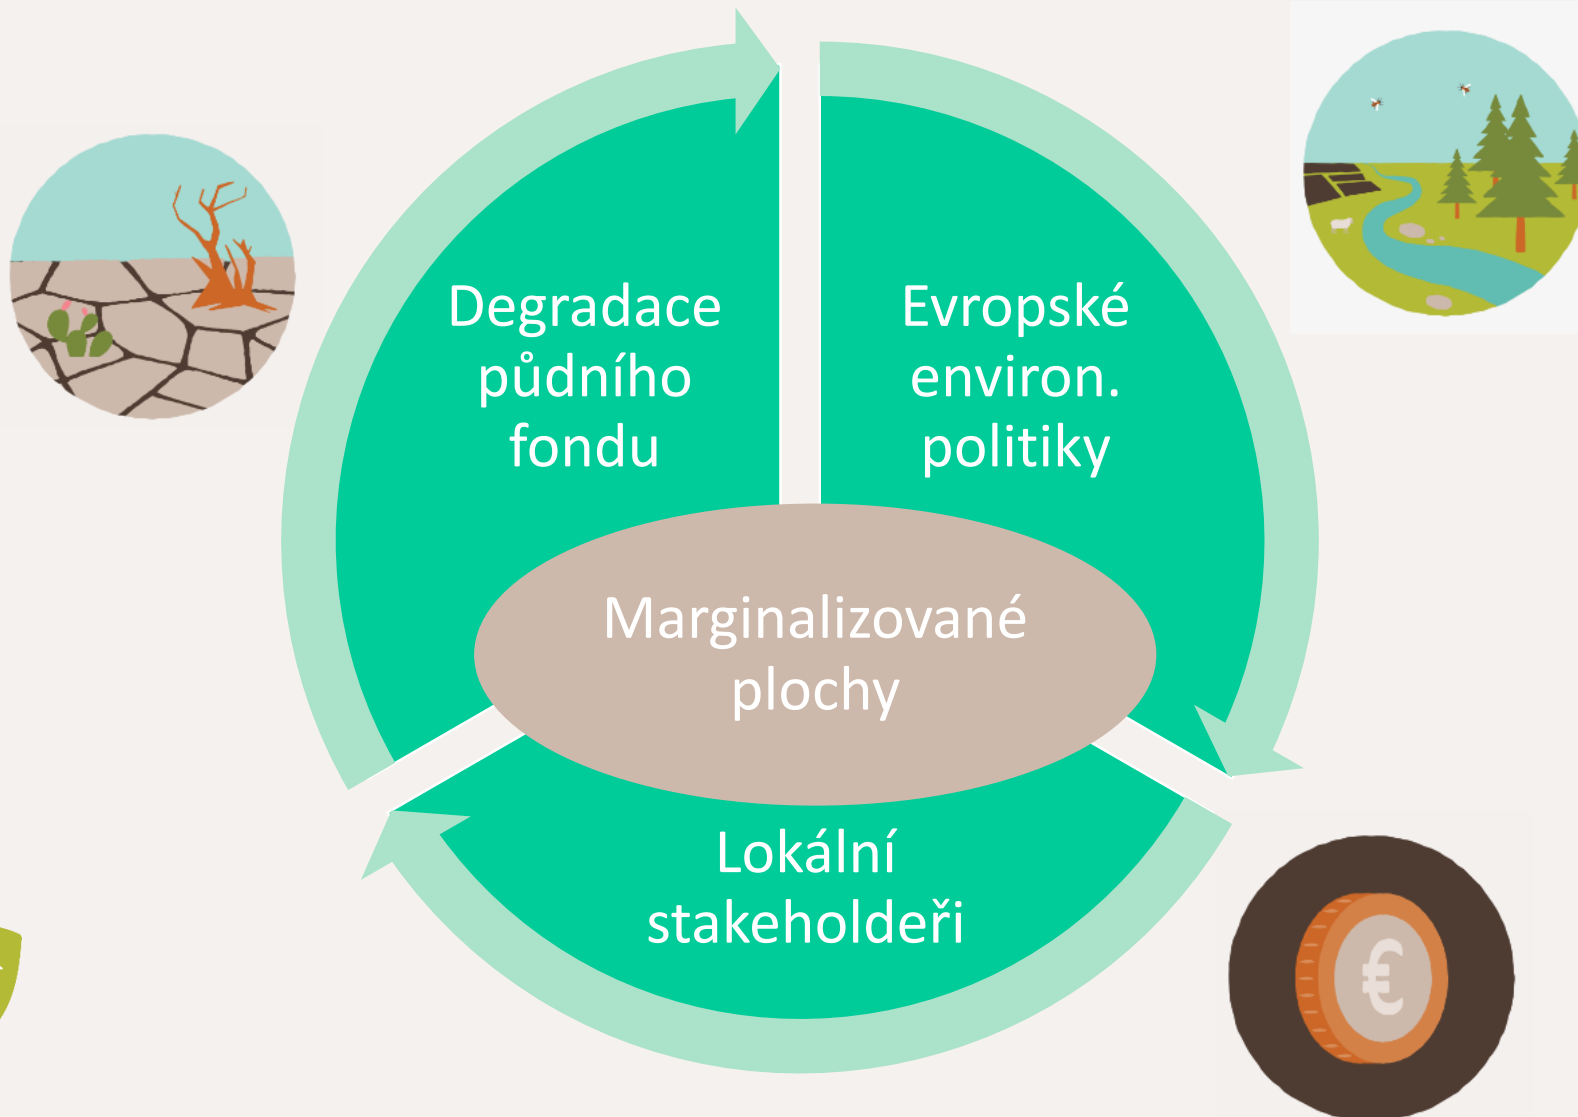 Degradace
půdního
fondu
Evropské
environ.
politiky
Marginalizované
plochy
Lokální
stakeholdeři
€